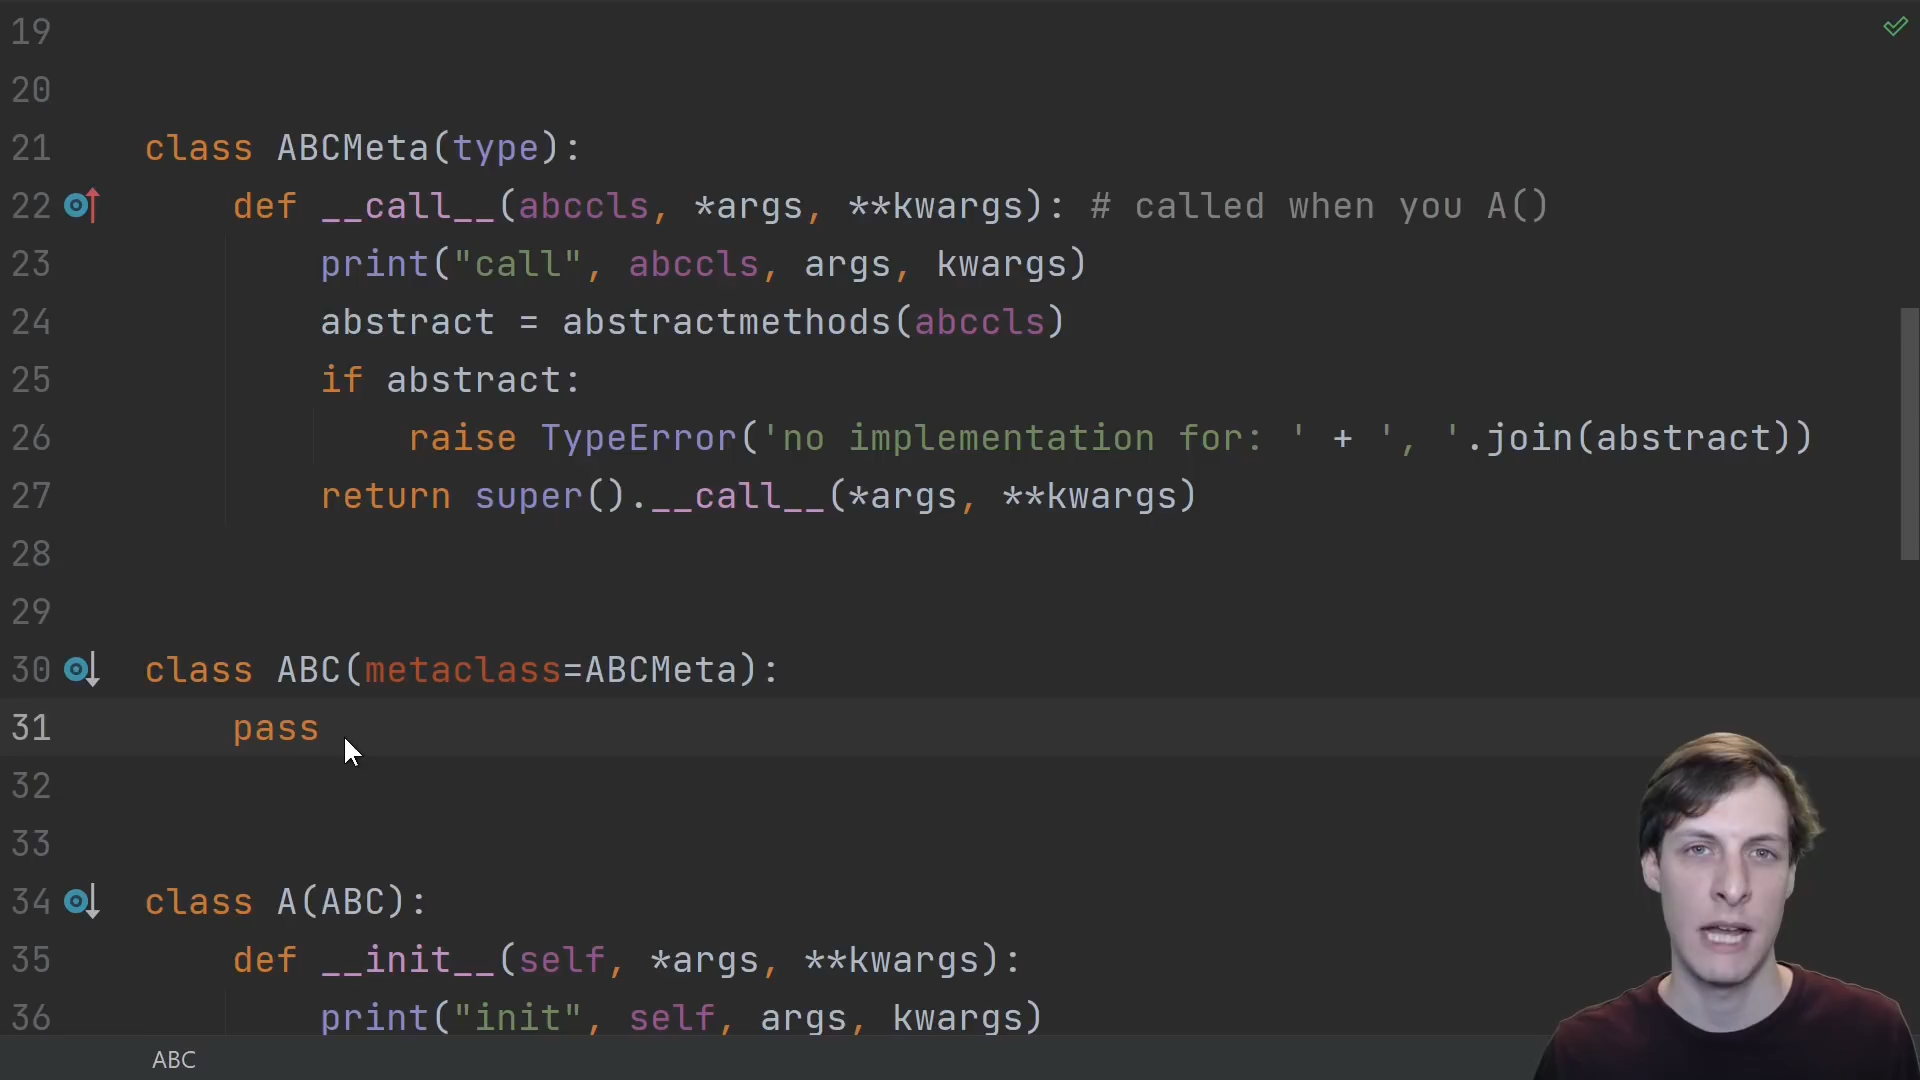 19
20
21 class ABCMeta(type):
22 def __call__(abccls, *args, **kwargs): # called when you A()
23 print("call", abccls, args, kwargs)
24 abstract = abstractmethods(abccls)
25 if abstract:
26 raise TypeError('no implementation for: ' + ', '.join(abstract))
27 return super().__call__(*args, **kwargs)
28
29
30 class ABC(metaclass=ABCMeta):
31 pass
32
33
34 class A(ABC):
35 def __init__(self, *args, **kwargs):
36 print("init", self, args, kwargs)
ABC